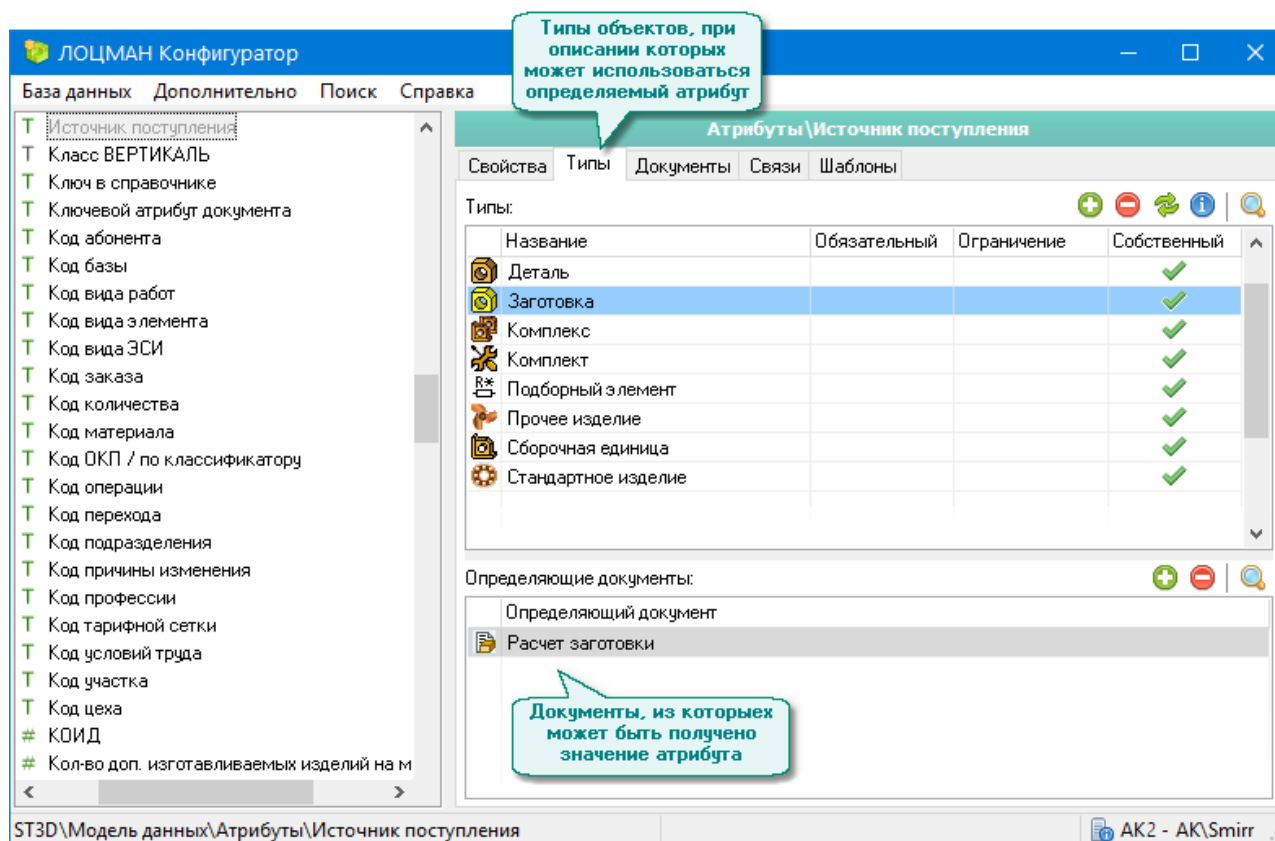 Типы объектов, при
описании которых
может использоваться
определяемый атрибут
ЛОЦМАН Конфигуратор
База данных Дополнительно Поиск Справка
T Источник поступления
T Класс ВЕРТИКАЛЬ
T Ключ в справочнике
T Ключевой атрибут документа
T Код абонента
T Код базы
T Код вида работ
T Код вида элемента
T Код вида ЭСИ
T Код заказа
T Код количества
T Код материала
T Код ОКП / по классификатору
T Код операции
T Код перехода
T Код подразделения
T Код причины изменения
T Код профессии
T Код тарифной сетки
T Код условий труда
T Код участка
T Код цеха
# КОИД
# Кол-во доп. изготавливаемых изделий на м
Атрибуты\Источник поступления
Свойства Типы Документы Связи Шаблоны
Типы:
Название Обязательный Ограничение Собственный
Деталь
Заготовка
Комплекс
Комплект
R* Подборный элемент
Прочее изделие
Сборочная единица
Стандартное изделие
Определяющие документы:
Определяющий документ
Расчет заготовки
Документы, из которыех
может быть получено
значение атрибута
ST3D\Модель данных\Атрибуты\Источник поступления
AK2 - AK\Smirr